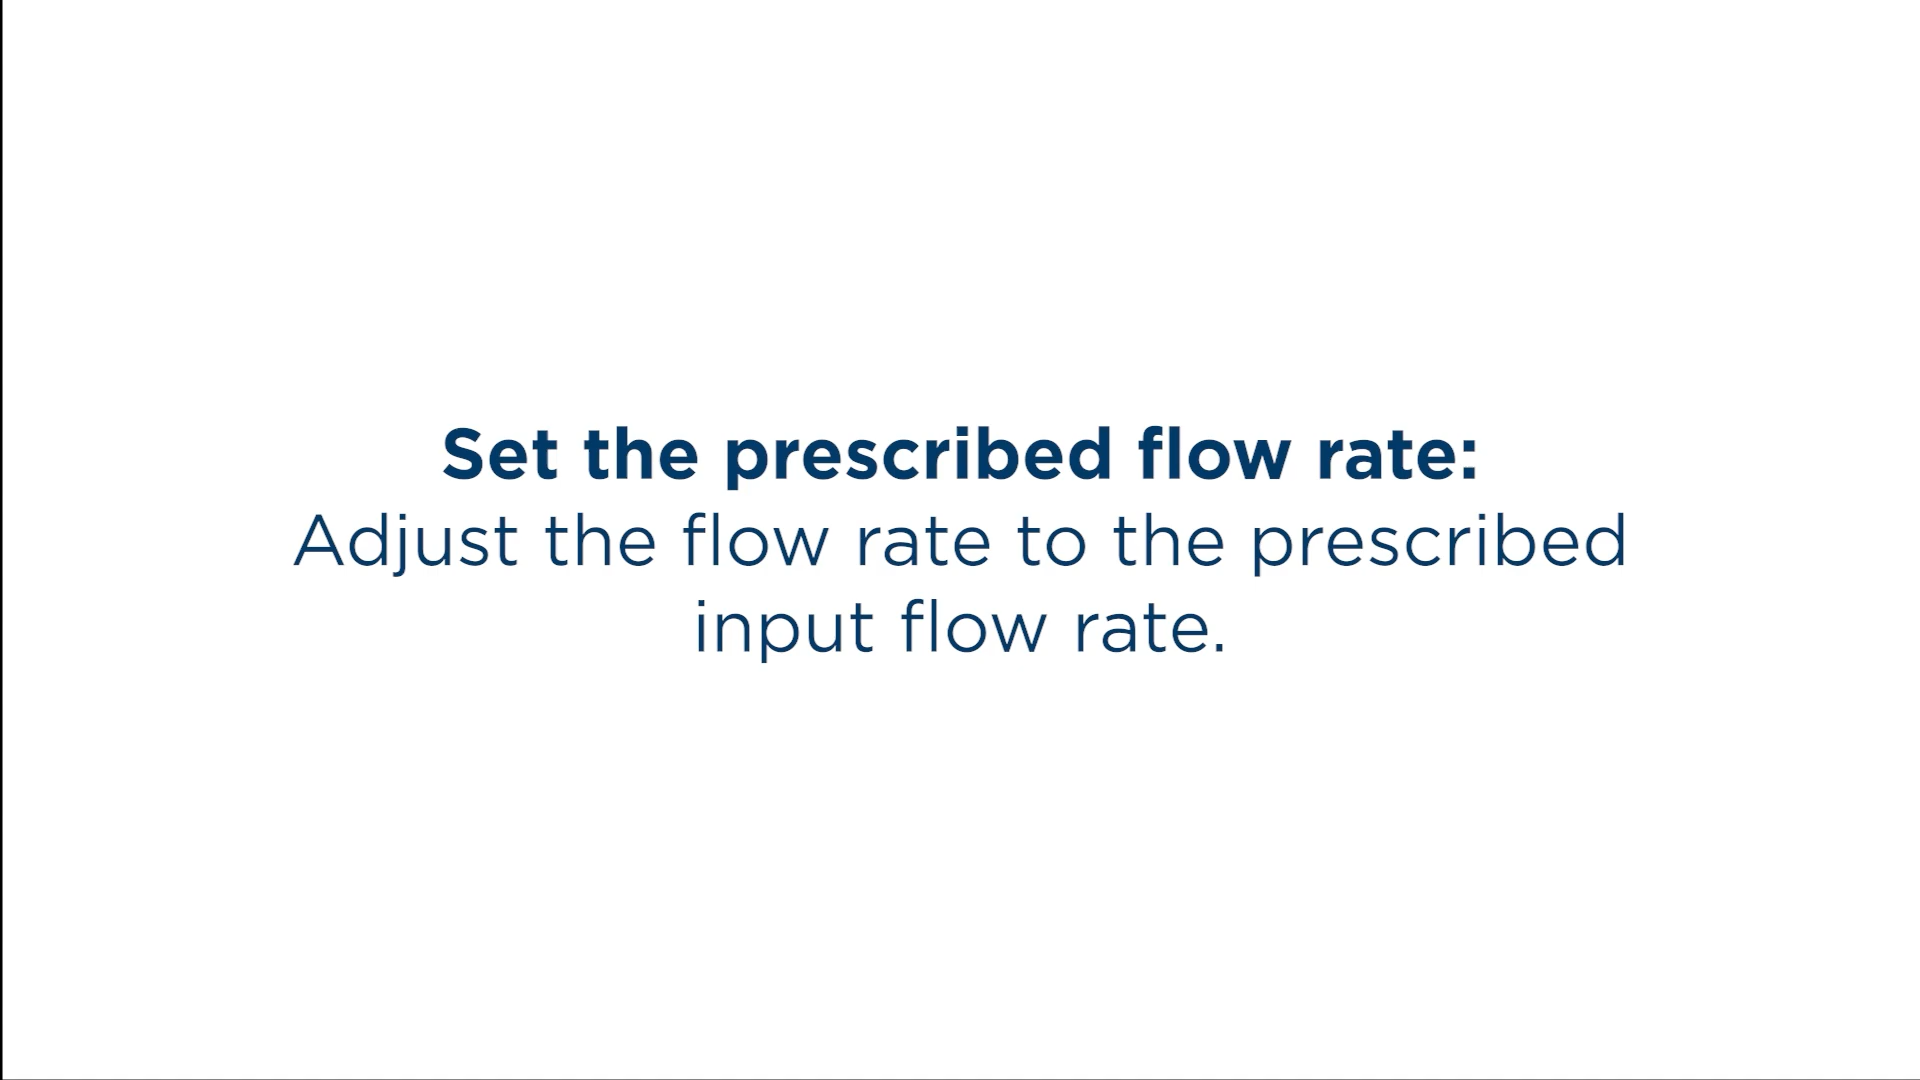 Set the prescribed flow rate:
Adjust the flow rate to the prescribed
input flow rate.